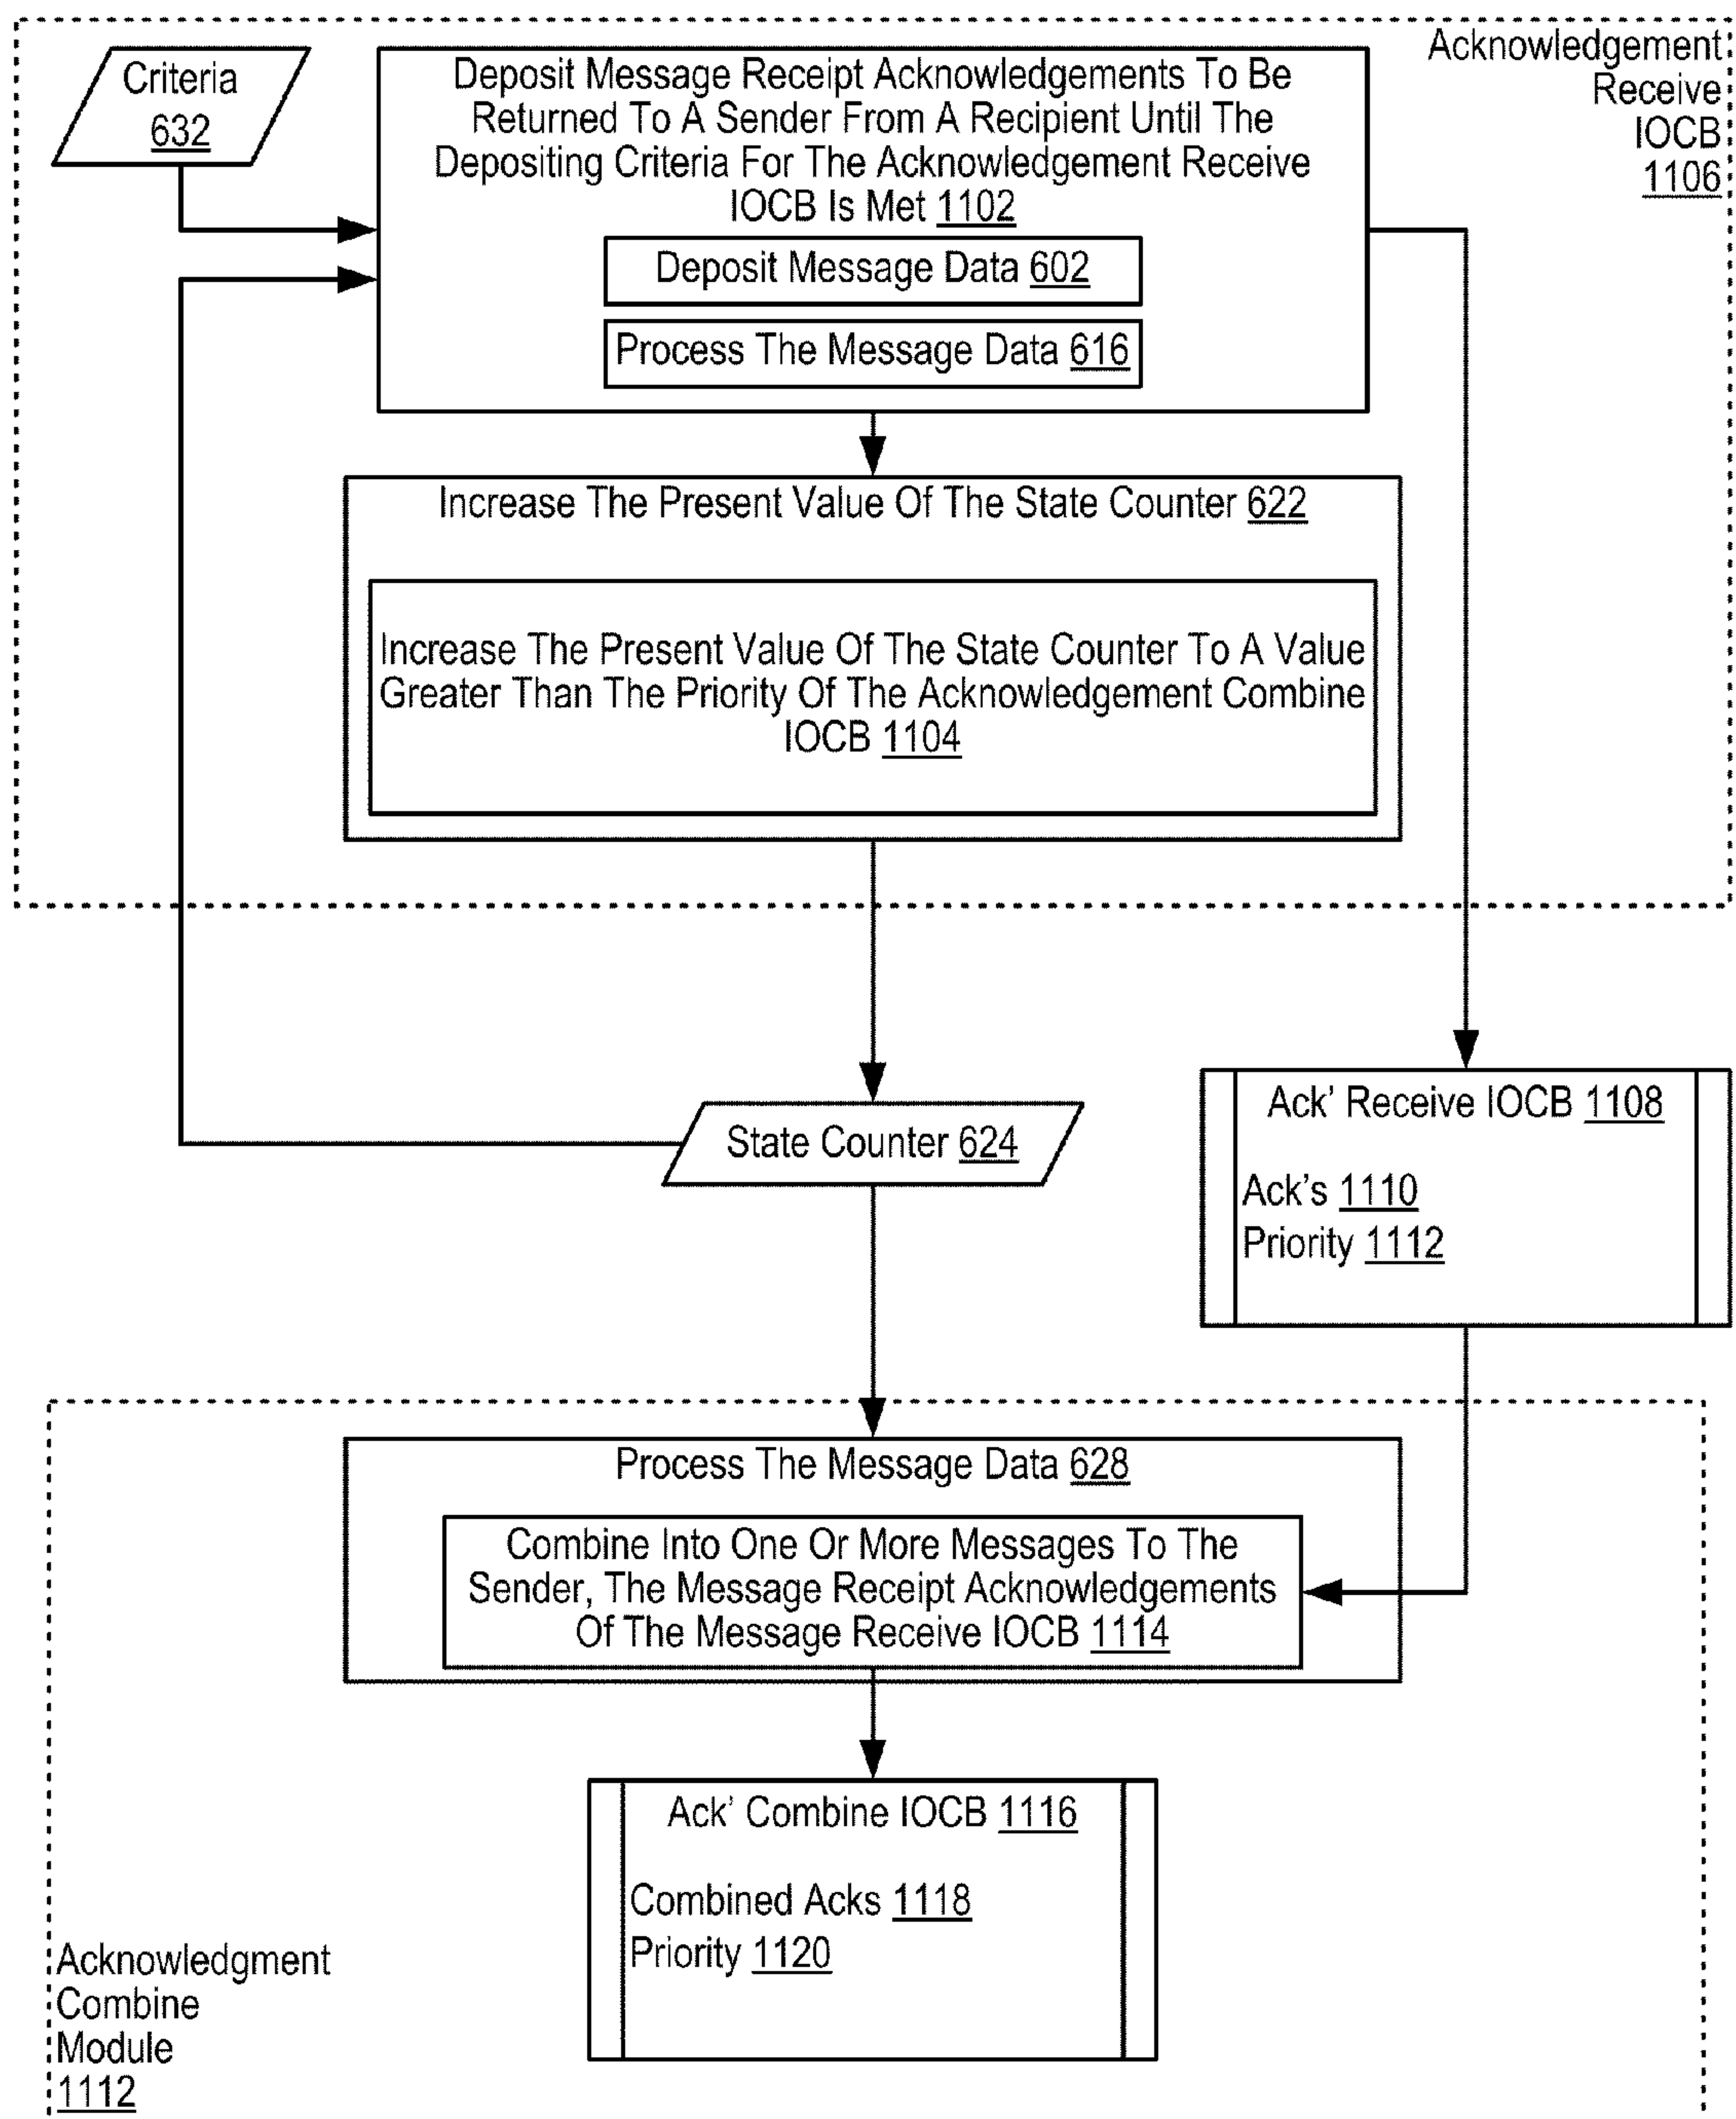 Criteria
632
Deposit Message Receipt Acknowledgements To Be
Returned To A Sender From A Recipient Until The
Depositing Criteria For The Acknowledgement Receive
IOCB Is Met 1102
Deposit Message Data 602
Process The Message Data 616
Acknowledgement
Receive
IOCB
1106
Increase The Present Value Of The State Counter 622
Increase The Present Value Of The State Counter To A Value
Greater Than The Priority Of The Acknowledgement Combine
IOCB 1104
State Counter 624
Ack' Receive IOCB 1108
Ack's 1110
Priority 1112
Process The Message Data 628
Combine Into One Or More Messages To The
Sender, The Message Receipt Acknowledgements
Of The Message Receive IOCB 1114
Ack' Combine IOCB 1116
Combined Acks 1118
Priority 1120
Acknowledgment
Combine
Module
1112